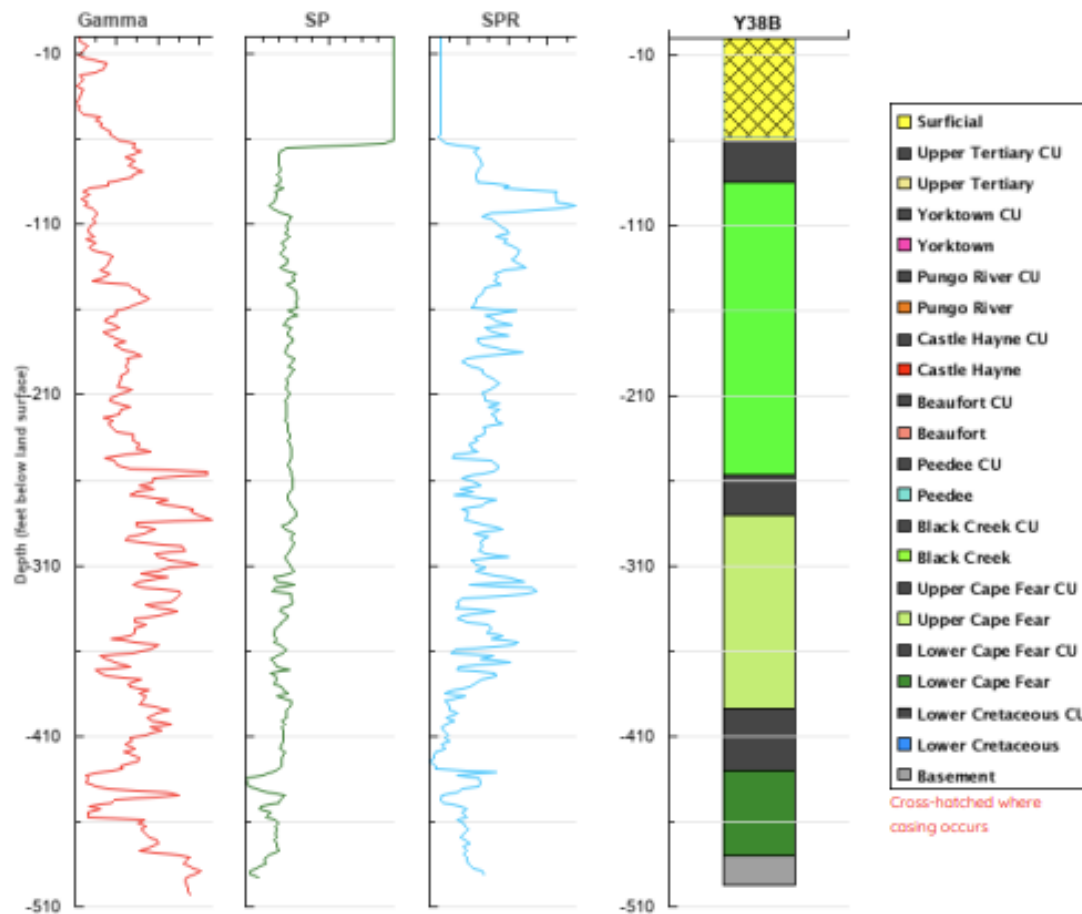 Gamma
SP
SPR
Y38B
-10
-110
-210
-310
-410
-510
Depth (feet below land surface)
-10
-110
-210
-310
-410
-510
Surficial
Upper Tertiary CU
Upper Tertiary
Yorktown CU
Yorktown
Pungo River CU
Pungo River
Castle Hayne CU
Castle Hayne
Beaufort CU
Beaufort
Peedee CU
Peedee
Black Creek CU
Black Creek
Upper Cape Fear CU
Upper Cape Fear
Lower Cape Fear CU
Lower Cape Fear
Lower Cretaceous CU
Lower Cretaceous
Basement
Cross-hatched where
casing occurs